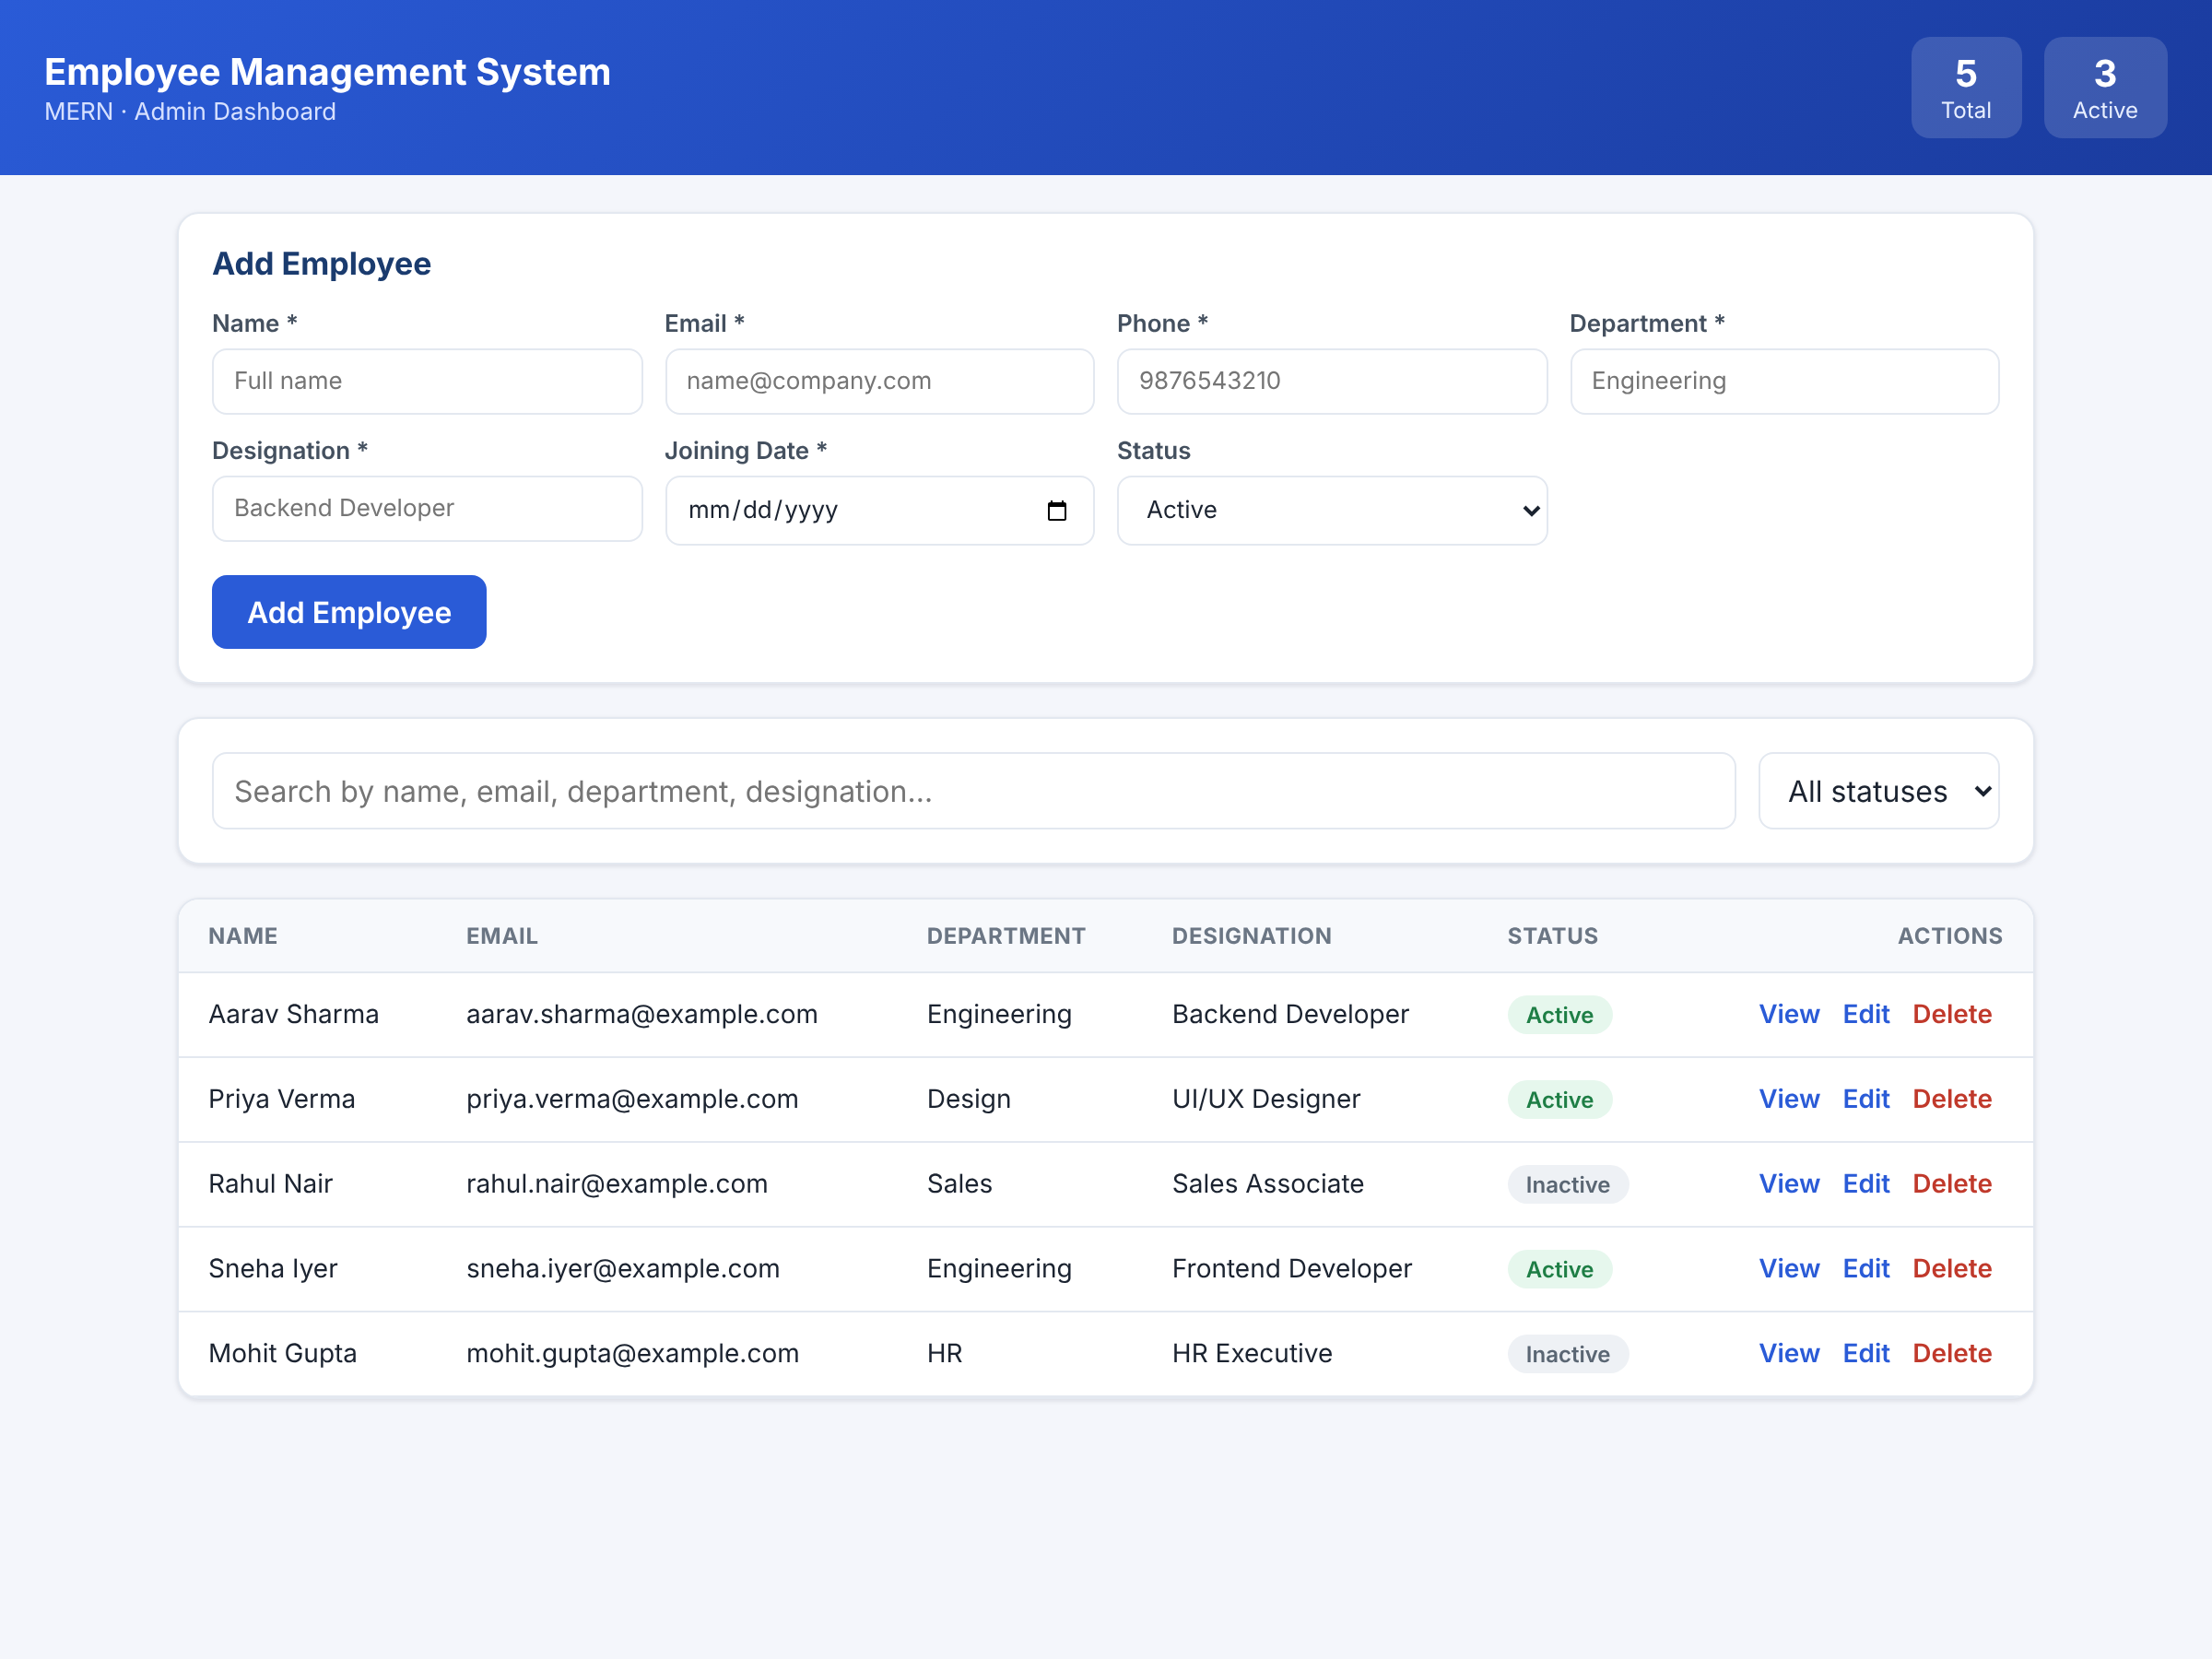 Employee Management System
MERN · Admin Dashboard
5
Total
3
Active
Add Employee
Name *
Email *
Phone *
Department *
Full name
name@company.com
9876543210
Engineering
Designation *
Joining Date *
Status
Backend Developer
mm/dd/yyyy
Active
Add Employee
Search by name, email, department, designation...
All statuses
NAME EMAIL DEPARTMENT DESIGNATION STATUS ACTIONS
Aarav Sharma aarav.sharma@example.com Engineering Backend Developer Active View Edit Delete
Priya Verma priya.verma@example.com Design UI/UX Designer Active View Edit Delete
Rahul Nair rahul.nair@example.com Sales Sales Associate Inactive View Edit Delete
Sneha Iyer sneha.iyer@example.com Engineering Frontend Developer Active View Edit Delete
Mohit Gupta mohit.gupta@example.com HR HR Executive Inactive View Edit Delete